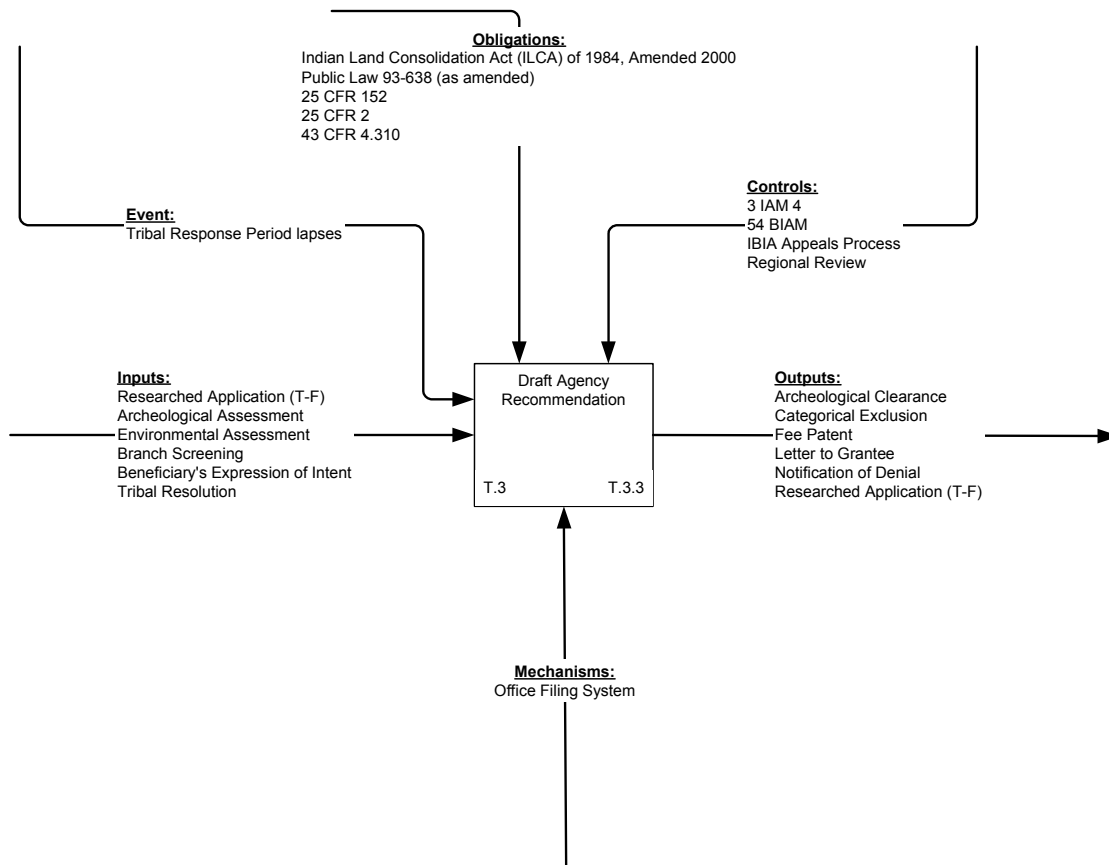 Obligations:
Indian Land Consolidation Act (ILCA) of 1984, Amended 2000
Public Law 93-638 (as amended)
25 CFR 152
25 CFR 2
43 CFR 4.310
Controls:
3 IAM 4
54 BIAM
IBIA Appeals Process
Regional Review
Event:
Tribal Response Period lapses
Inputs:
Researched Application (T-F)
Archeological Assessment
Environmental Assessment
Branch Screening
Beneficiary's Expression of Intent
Tribal Resolution
Draft Agency
Recommendation
T.3 T.3.3
Outputs:
Archeological Clearance
Categorical Exclusion
Fee Patent
Letter to Grantee
Notification of Denial
Researched Application (T-F)
Mechanisms:
Office Filing System